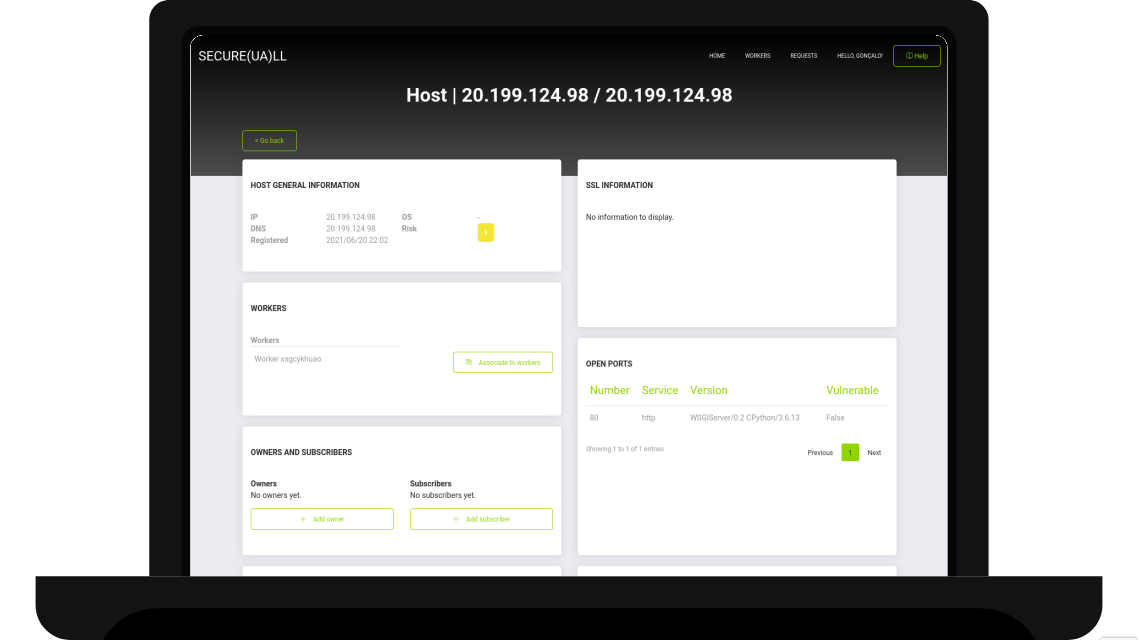 SECURE(UA)LL
HOME WORKERS REQUESTS HELLO, GONÇALO! Help
Host | 20.199.124.98 / 20.199.124.98
< Go back
HOST GENERAL INFORMATION
IP 20.199.124.98 OS -
DNS 20.199.124.98 Risk
Registered 2021/06/20 22:02
WORKERS
Workers
Worker xsgcykhuao
Associate to workers
OWNERS AND SUBSCRIBERS
Owners Subscribers
No owners yet. No subscribers yet.
+ Add owner + Add subscriber
SSL INFORMATION
No information to display.
OPEN PORTS
Number Service Version Vulnerable
80 http WSGIServer/0.2 CPython/3.6.13 False
Showing 1 to 1 of 1 entries
Previous 1 Next